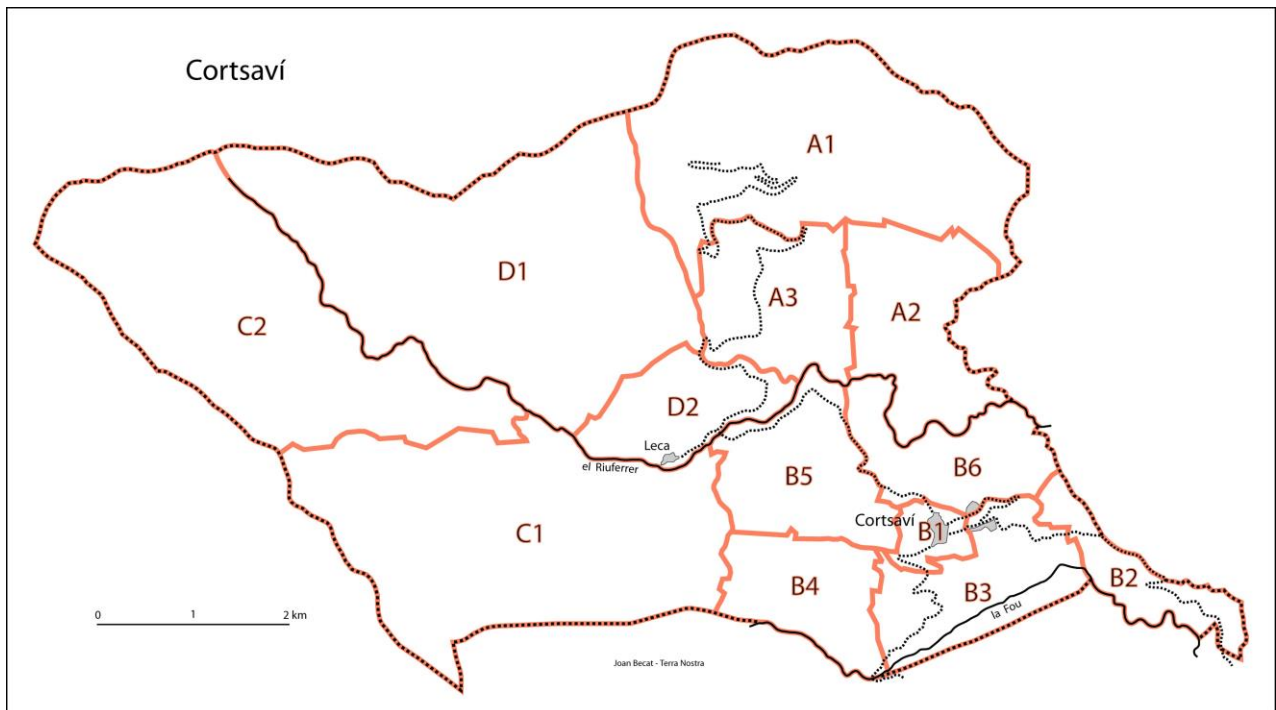 Cortsaví
A1
D1
A3
A2
C2
D2
Leca
el Riuferrer
B5
B6
Cortsaví
B1
C1
B4
B3
B2
la Fou
0 1 2 km
Joan Becat - Terra Nostra